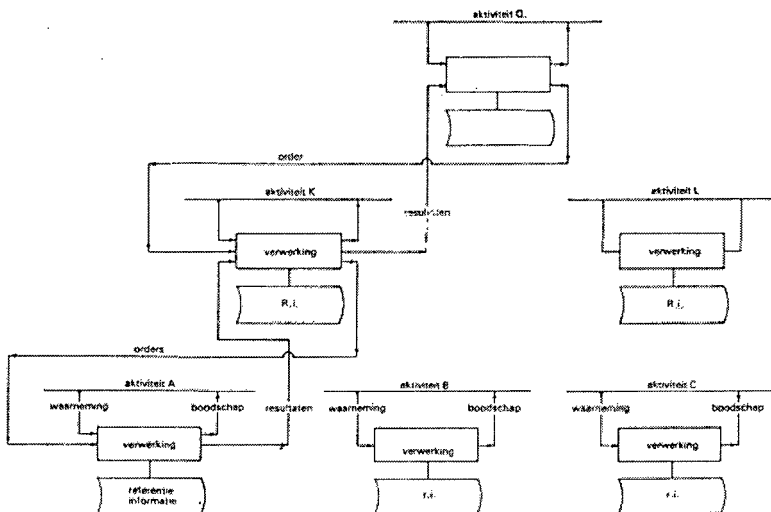 aktiviteit Q.
order
aktiviteit K
resultaten
aktiviteit L
verwerking
verwerking
R.i.
R.i.
orders
aktiviteit A
aktiviteit B
aktiviteit C
waarneming
boodschap
resultaten
waarneming
boodschap
waarneming
boodschap
verwerking
verwerking
verwerking
referentie
informatie
r.i.
r.i.